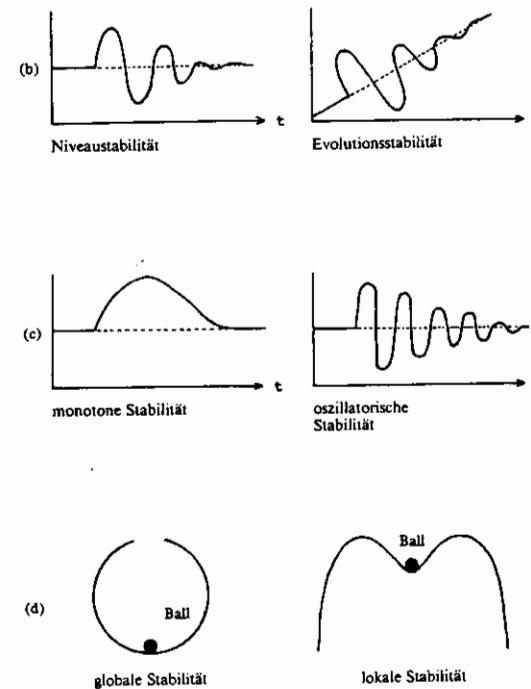 (b)
t
Niveaustabilität
Evolutionsstabilität
(c)
t
monotone Stabilität
oszillatorische
Stabilität
(d)
Ball
Ball
globale Stabilität
lokale Stabilität